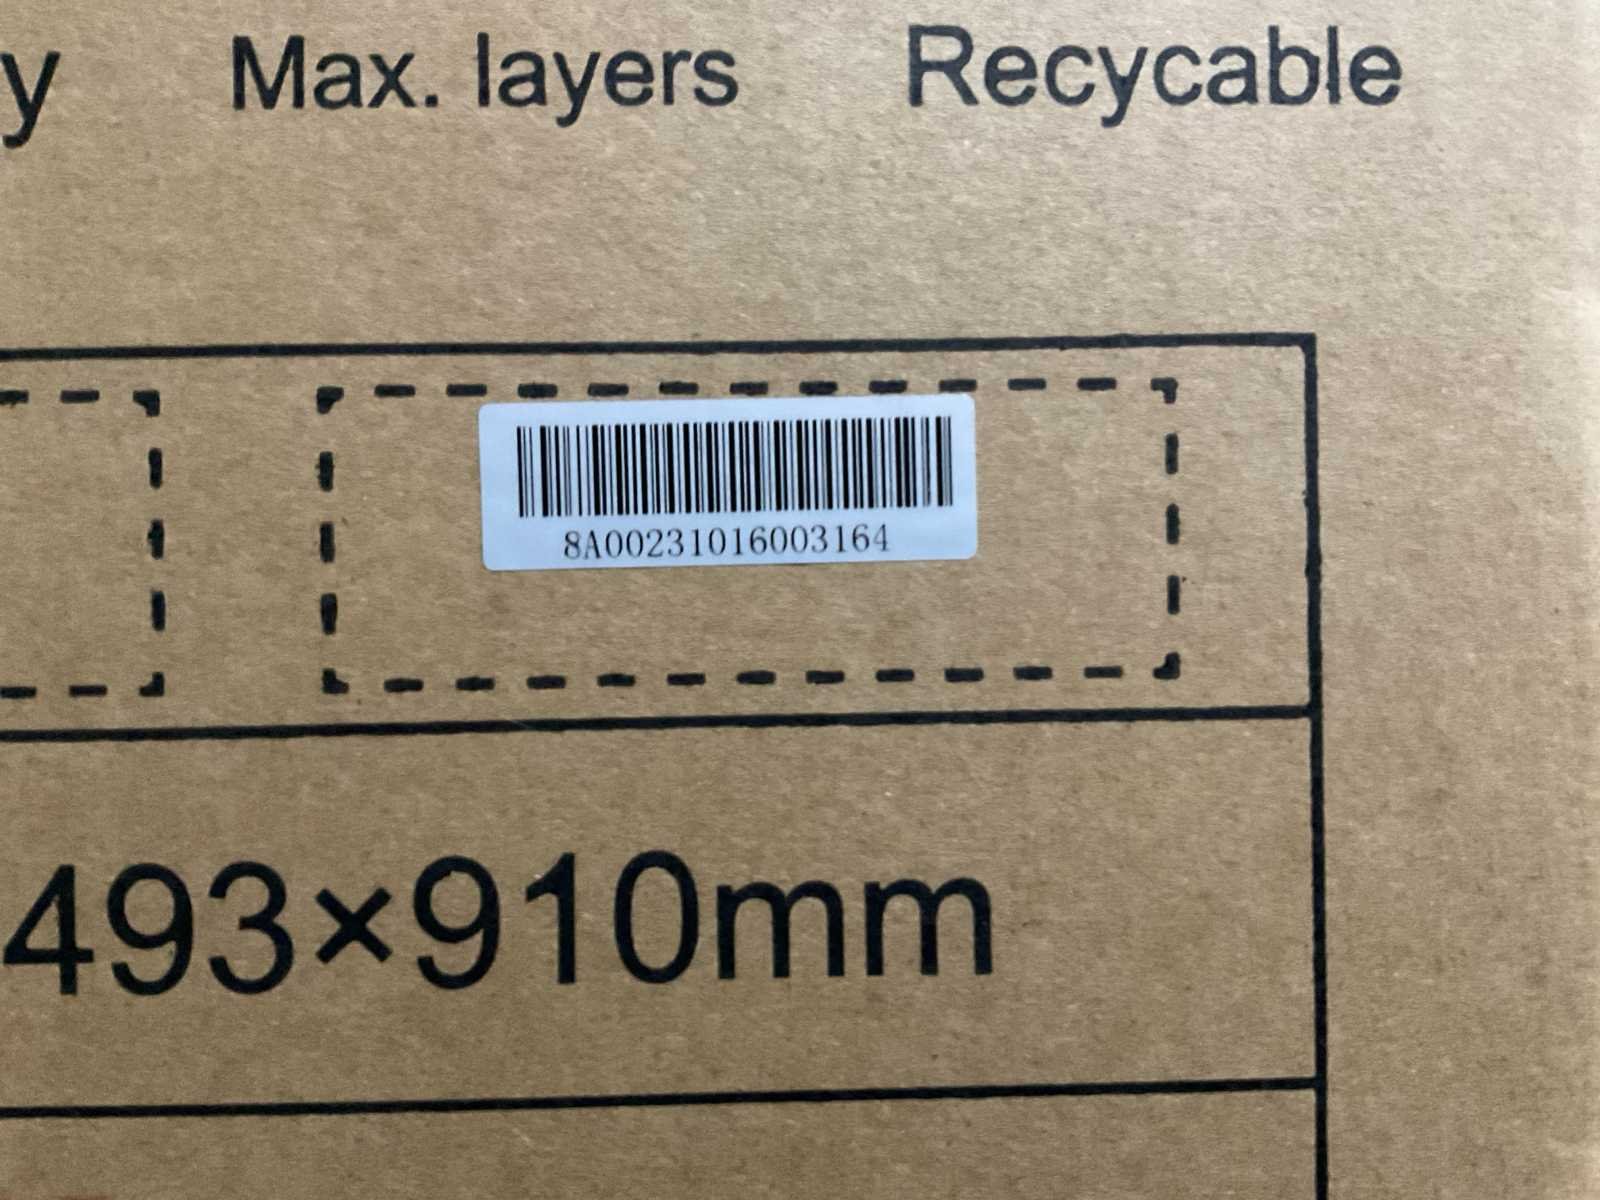 y Max. layers Recycable
8A00231016003164
493×910mm